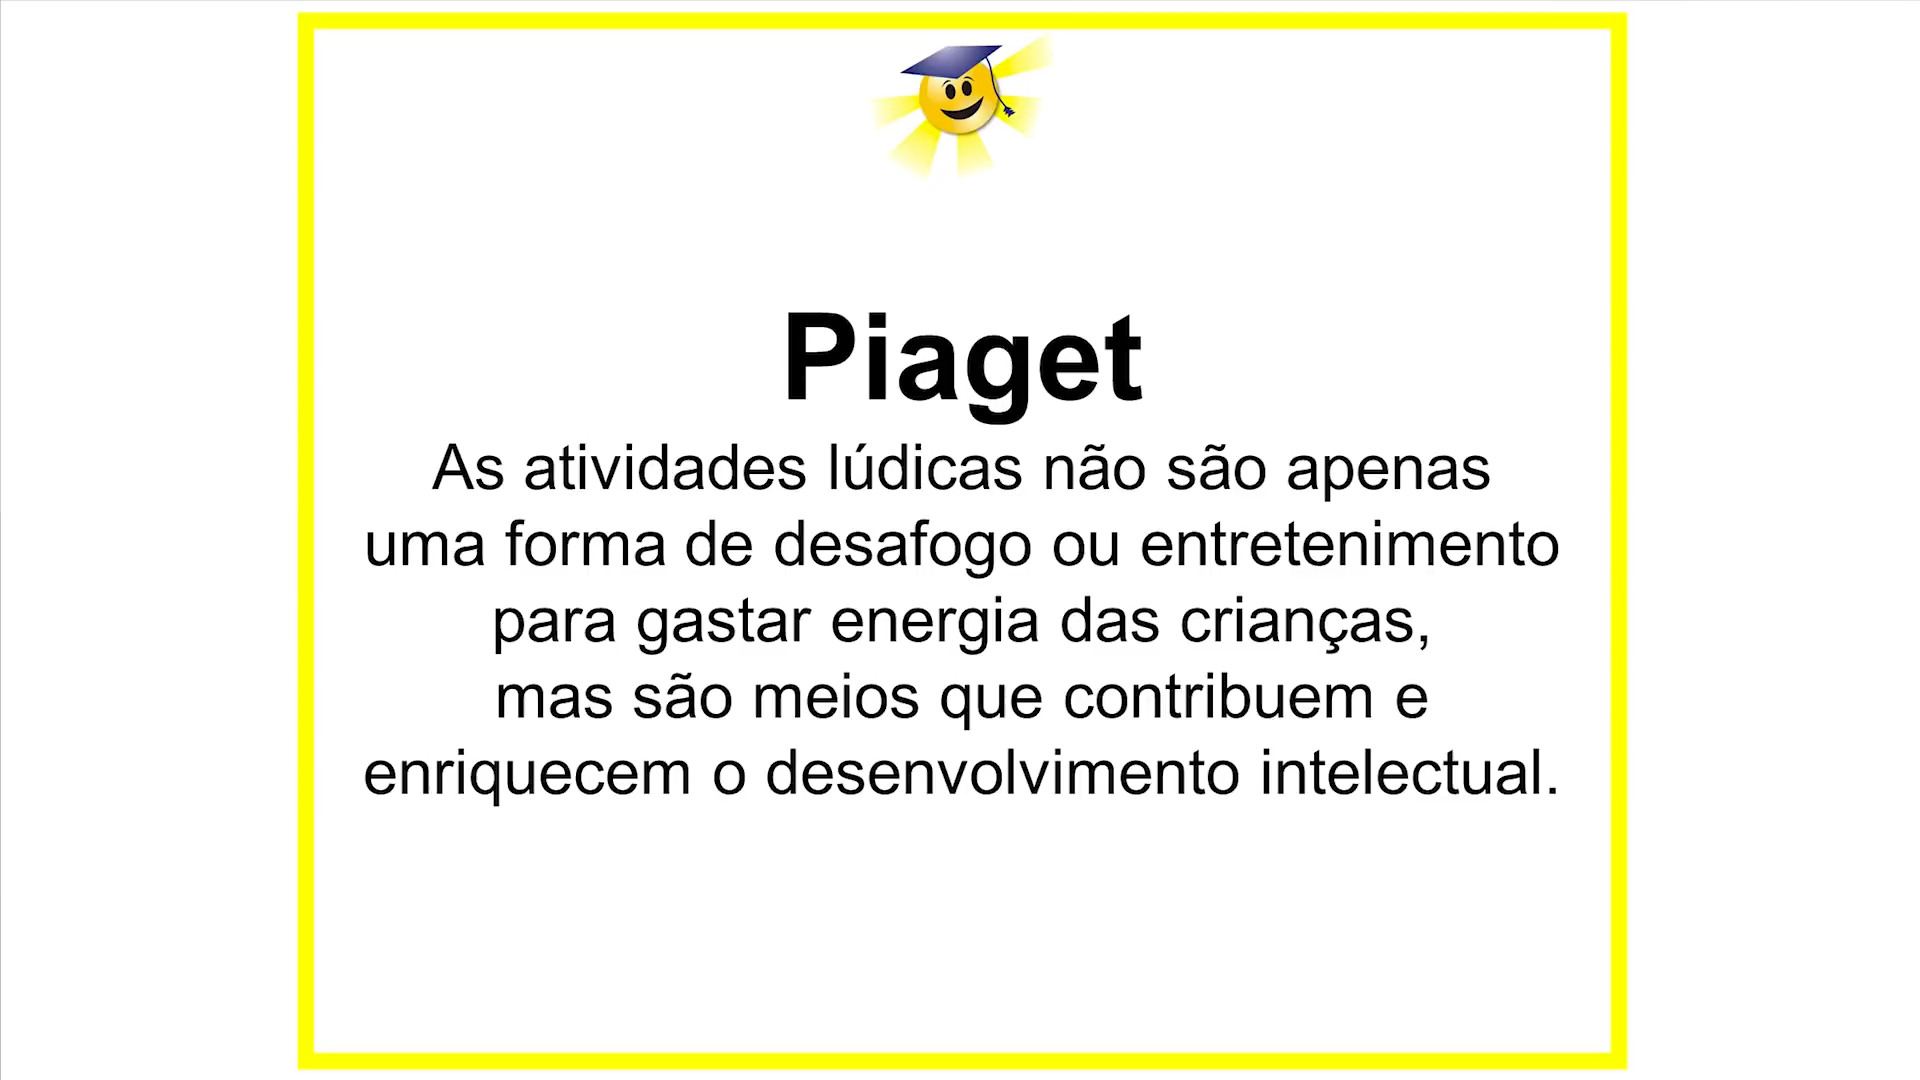 Piaget
As atividades lúdicas não são apenas
uma forma de desafogo ou entretenimento
para gastar energia das crianças,
mas são meios que contribuem e
enriquecem o desenvolvimento intelectual.